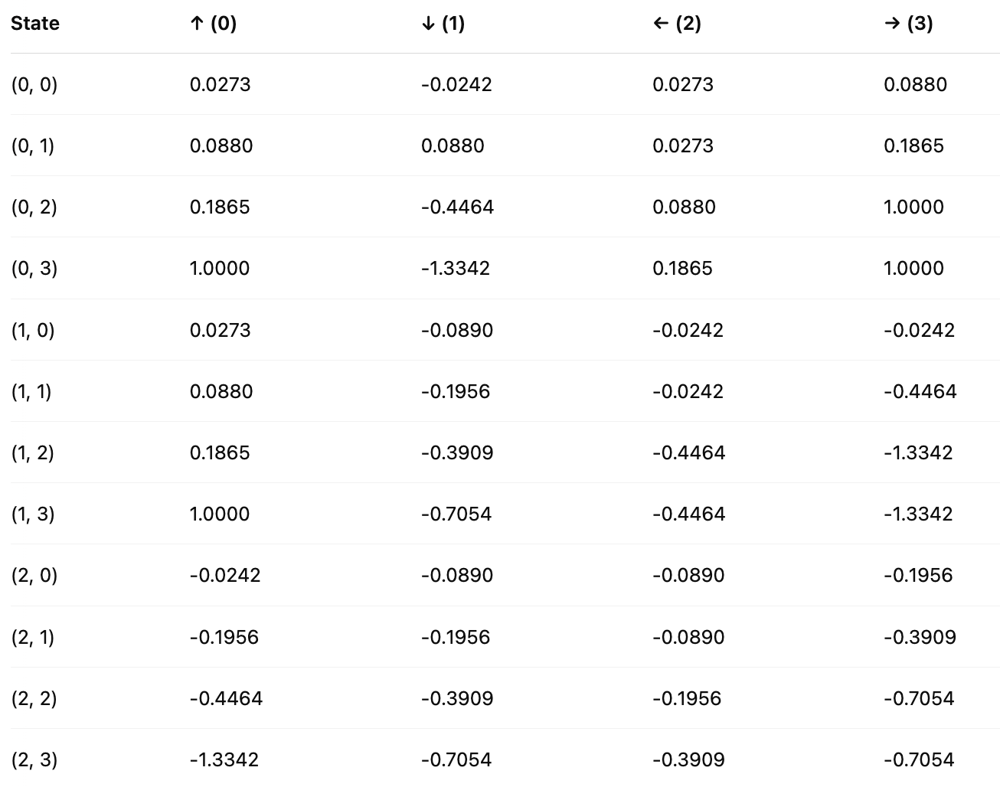 State ↑ (0) ↓ (1) ← (2) → (3)
(0, 0) 0.0273 -0.0242 0.0273 0.0880
(0, 1) 0.0880 0.0880 0.0273 0.1865
(0, 2) 0.1865 -0.4464 0.0880 1.0000
(0, 3) 1.0000 -1.3342 0.1865 1.0000
(1, 0) 0.0273 -0.0890 -0.0242 -0.0242
(1, 1) 0.0880 -0.1956 -0.0242 -0.4464
(1, 2) 0.1865 -0.3909 -0.4464 -1.3342
(1, 3) 1.0000 -0.7054 -0.4464 -1.3342
(2, 0) -0.0242 -0.0890 -0.0890 -0.1956
(2, 1) -0.1956 -0.1956 -0.0890 -0.3909
(2, 2) -0.4464 -0.3909 -0.1956 -0.7054
(2, 3) -1.3342 -0.7054 -0.3909 -0.7054